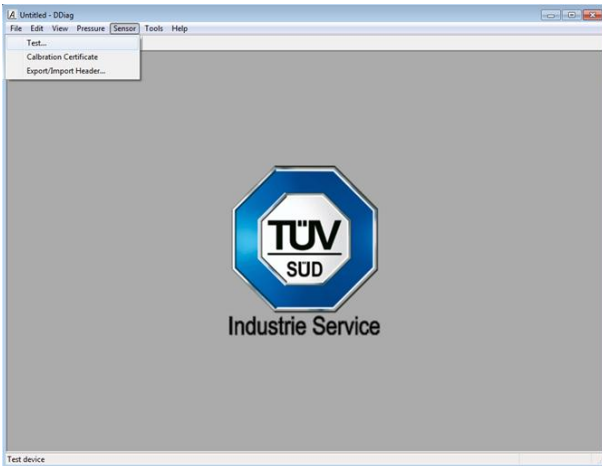 Untitled - DDiag
File Edit View Pressure Sensor Tools Help
Test...
Calbration Certificate
Export/Import Header...
TÜV
SÜD
Industrie Service
Test device